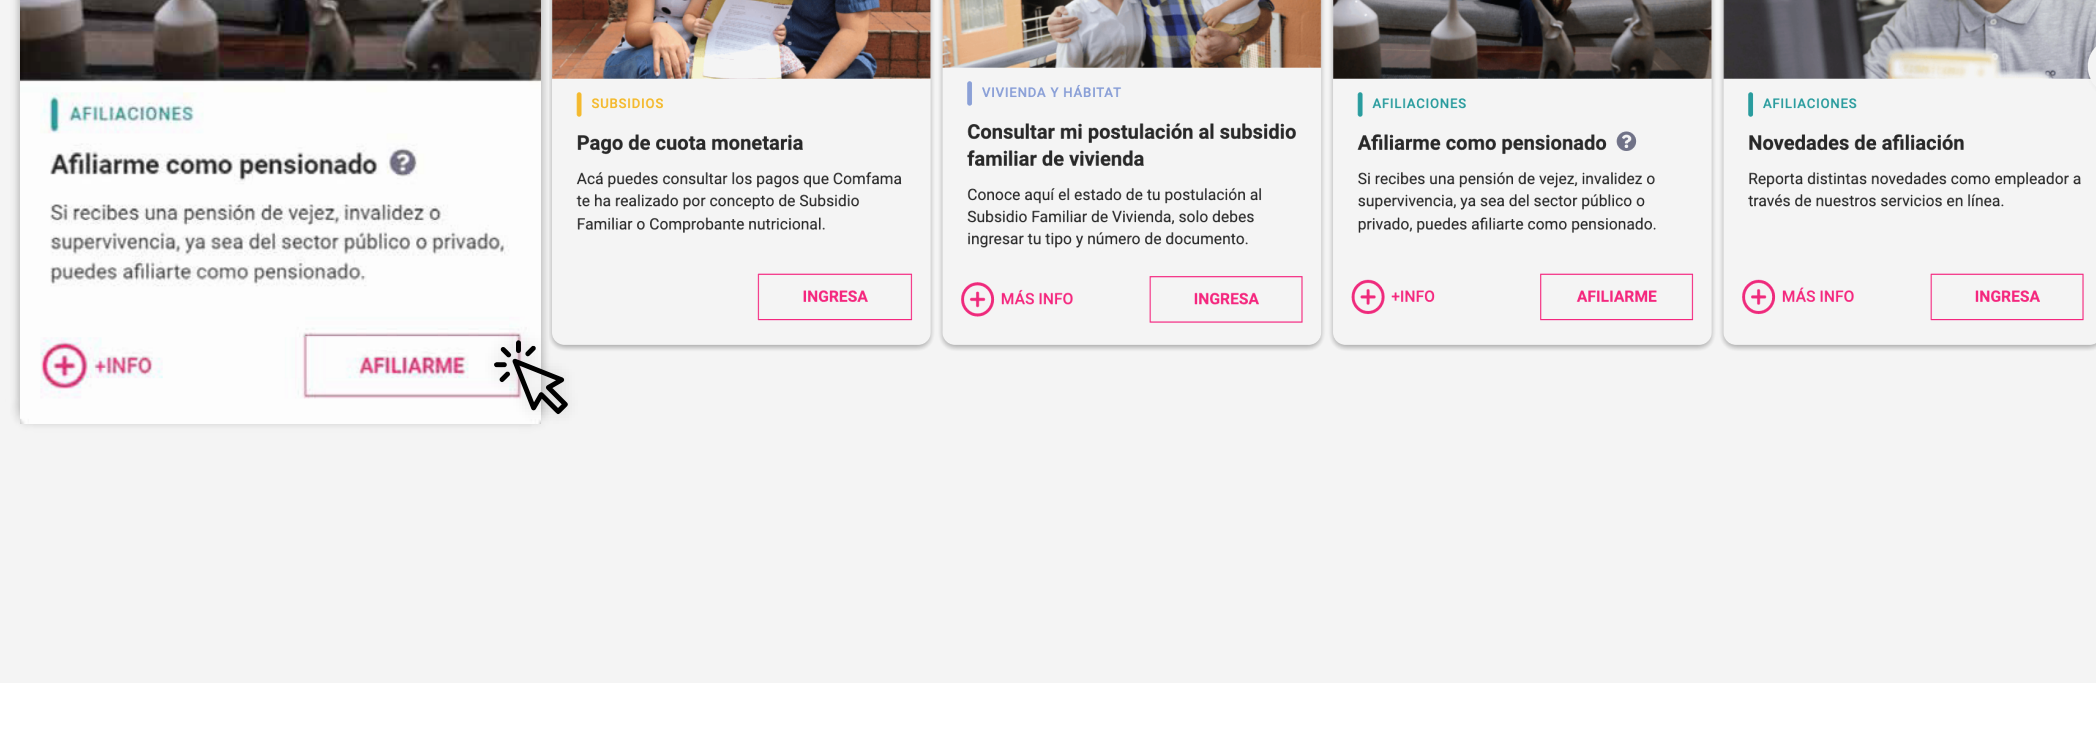 AFILIACIONES
Afiliarme como pensionado ?
Si recibes una pensión de vejez, invalidez o
supervivencia, ya sea del sector público o privado,
puedes afiliarte como pensionado.
+INFO
AFILIARME
SUBSIDIOS
Pago de cuota monetaria
Acá puedes consultar los pagos que Comfama
te ha realizado por concepto de Subsidio
Familiar o Comprobante nutricional.
INGRESA
VIVIENDA Y HÁBITAT
Consultar mi postulación al subsidio
familiar de vivienda
Conoce aquí el estado de tu postulación al
Subsidio Familiar de Vivienda, solo debes
ingresar tu tipo y número de documento.
MÁS INFO
INGRESA
AFILIACIONES
Afiliarme como pensionado ?
Si recibes una pensión de vejez, invalidez o
supervivencia, ya sea del sector público o
privado, puedes afiliarte como pensionado.
+INFO
AFILIARME
AFILIACIONES
Novedades de afiliación
Reporta distintas novedades como empleador a
través de nuestros servicios en línea.
MÁS INFO
INGRESA